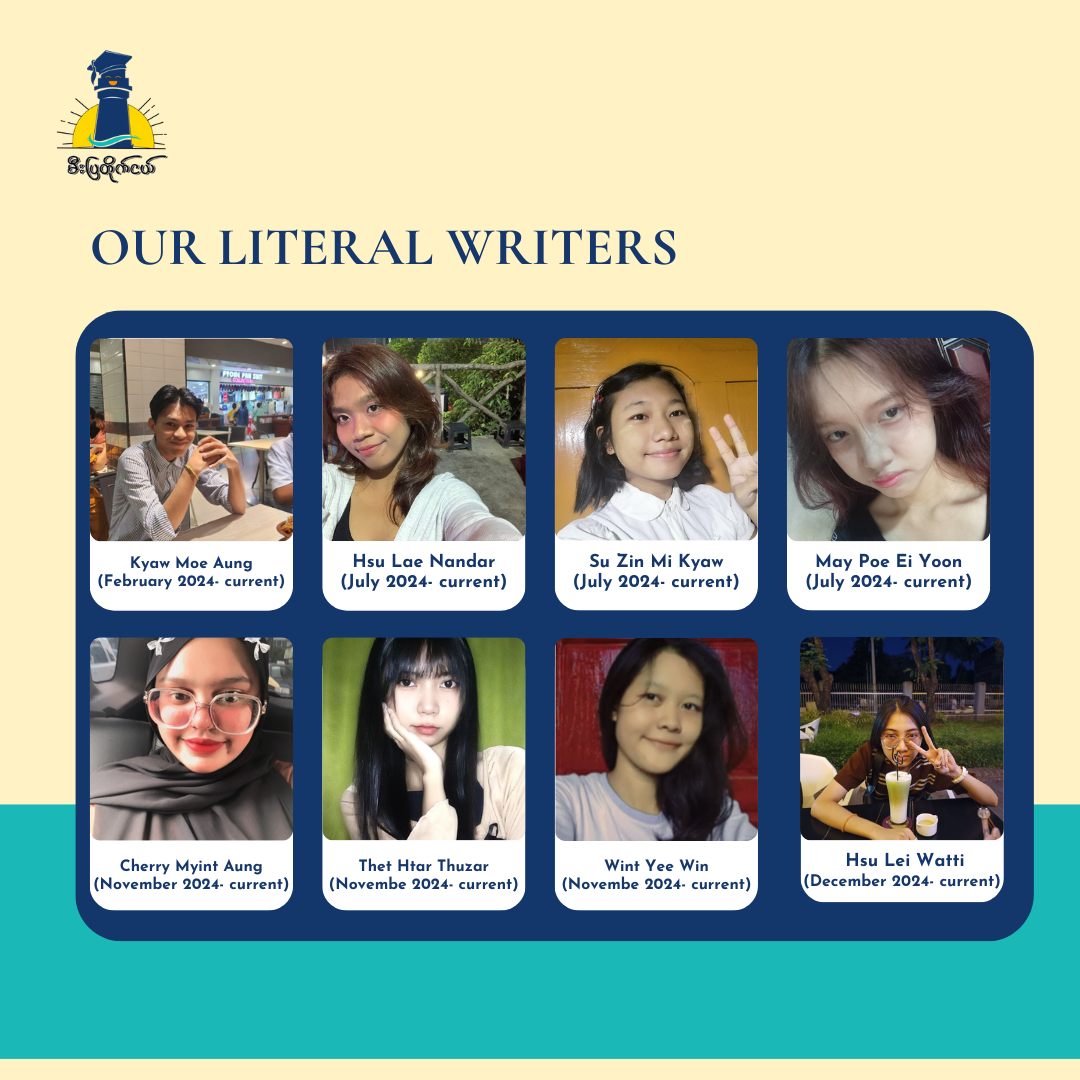 မီးပြတိုက်ငယ်
OUR LITERAL WRITERS
PYONE PAN SHIT
Kyaw Moe Aung
(February 2024- current)
Hsu Lae Nandar
(July 2024- current)
Su Zin Mi Kyaw
(July 2024- current)
May Poe Ei Yoon
(July 2024- current)
Cherry Myint Aung
(November 2024- current)
Thet Htar Thuzar
(Novembe 2024- current)
Wint Yee Win
(Novembe 2024- current)
Hsu Lei Watti
(December 2024- current)